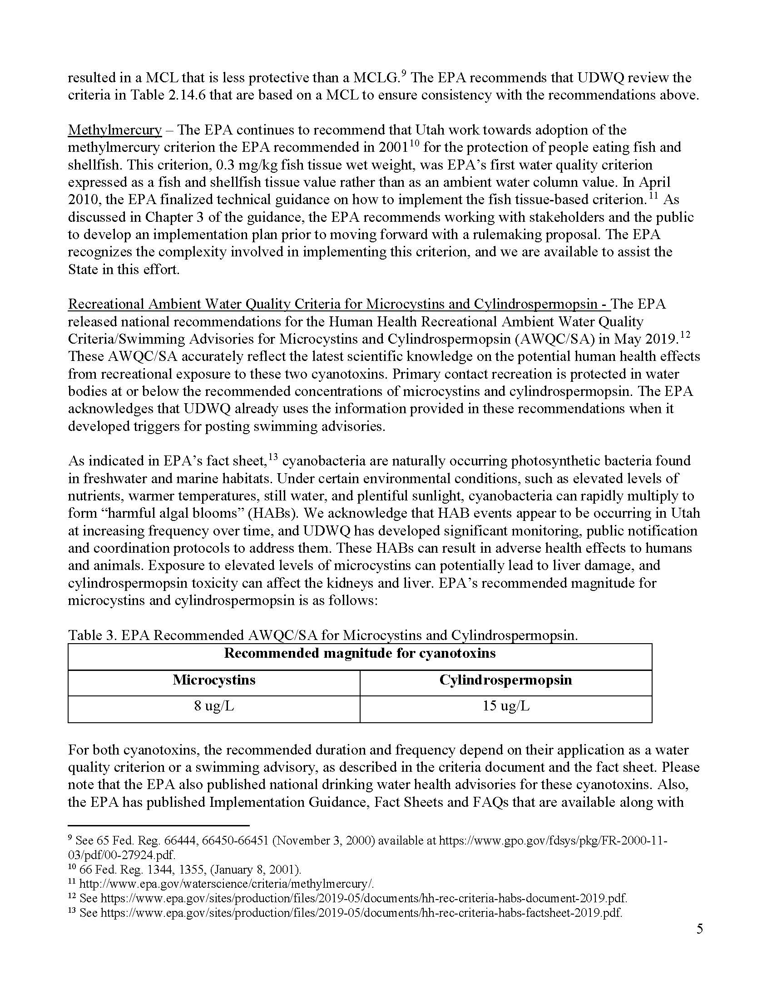 resulted in a MCL that is less protective than a MCLG.⁹ The EPA recommends that UDWQ review the
criteria in Table 2.14.6 that are based on a MCL to ensure consistency with the recommendations above.
Methylmercury – The EPA continues to recommend that Utah work towards adoption of the
methylmercury criterion the EPA recommended in 2001¹⁰ for the protection of people eating fish and
shellfish. This criterion, 0.3 mg/kg fish tissue wet weight, was EPA’s first water quality criterion
expressed as a fish and shellfish tissue value rather than as an ambient water column value. In April
2010, the EPA finalized technical guidance on how to implement the fish tissue-based criterion.¹¹ As
discussed in Chapter 3 of the guidance, the EPA recommends working with stakeholders and the public
to develop an implementation plan prior to moving forward with a rulemaking proposal. The EPA
recognizes the complexity involved in implementing this criterion, and we are available to assist the
State in this effort.
Recreational Ambient Water Quality Criteria for Microcystins and Cylindrospermopsin - The EPA
released national recommendations for the Human Health Recreational Ambient Water Quality
Criteria/Swimming Advisories for Microcystins and Cylindrospermopsin (AWQC/SA) in May 2019.¹²
These AWQC/SA accurately reflect the latest scientific knowledge on the potential human health effects
from recreational exposure to these two cyanotoxins. Primary contact recreation is protected in water
bodies at or below the recommended concentrations of microcystins and cylindrospermopsin. The EPA
acknowledges that UDWQ already uses the information provided in these recommendations when it
developed triggers for posting swimming advisories.
As indicated in EPA’s fact sheet,¹³ cyanobacteria are naturally occurring photosynthetic bacteria found
in freshwater and marine habitats. Under certain environmental conditions, such as elevated levels of
nutrients, warmer temperatures, still water, and plentiful sunlight, cyanobacteria can rapidly multiply to
form “harmful algal blooms” (HABs). We acknowledge that HAB events appear to be occurring in Utah
at increasing frequency over time, and UDWQ has developed significant monitoring, public notification
and coordination protocols to address them. These HABs can result in adverse health effects to humans
and animals. Exposure to elevated levels of microcystins can potentially lead to liver damage, and
cylindrospermopsin toxicity can affect the kidneys and liver. EPA’s recommended magnitude for
microcystins and cylindrospermopsin is as follows:
Table 3. EPA Recommended AWQC/SA for Microcystins and Cylindrospermopsin.
Recommended magnitude for cyanotoxins
Microcystins Cylindrospermopsin
8 ug/L 15 ug/L
For both cyanotoxins, the recommended duration and frequency depend on their application as a water
quality criterion or a swimming advisory, as described in the criteria document and the fact sheet. Please
note that the EPA also published national drinking water health advisories for these cyanotoxins. Also,
the EPA has published Implementation Guidance, Fact Sheets and FAQs that are available along with
⁹ See 65 Fed. Reg. 66444, 66450-66451 (November 3, 2000) available at https://www.gpo.gov/fdsys/pkg/FR-2000-11-
03/pdf/00-27924.pdf.
¹⁰ 66 Fed. Reg. 1344, 1355, (January 8, 2001).
¹¹ http://www.epa.gov/waterscience/criteria/methylmercury/.
¹² See https://www.epa.gov/sites/production/files/2019-05/documents/hh-rec-criteria-habs-document-2019.pdf.
¹³ See https://www.epa.gov/sites/production/files/2019-05/documents/hh-rec-criteria-habs-factsheet-2019.pdf.
5